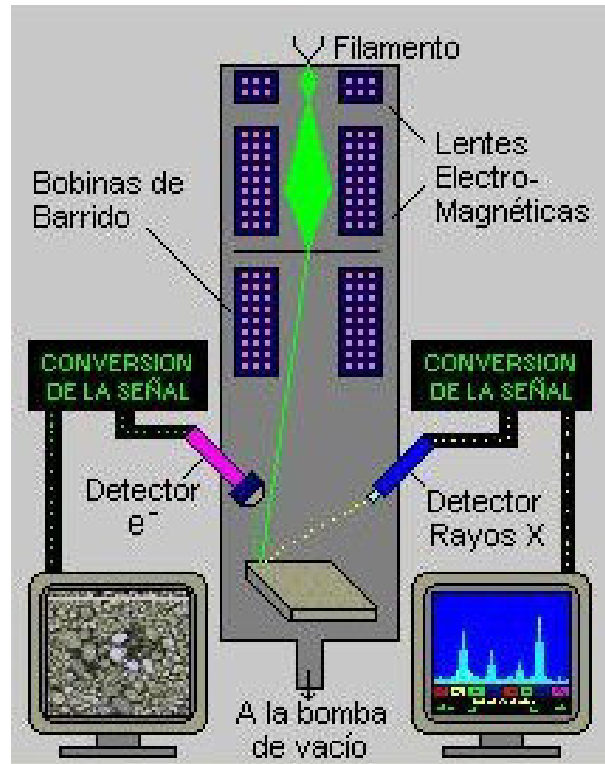 Filamento
Lentes
Electro-
Magnéticas
Bobinas de
Barrido
CONVERSION
DE LA SEÑAL
CONVERSION
DE LA SEÑAL
Detector
e⁻
Detector
Rayos X
A la bomba
de vacío